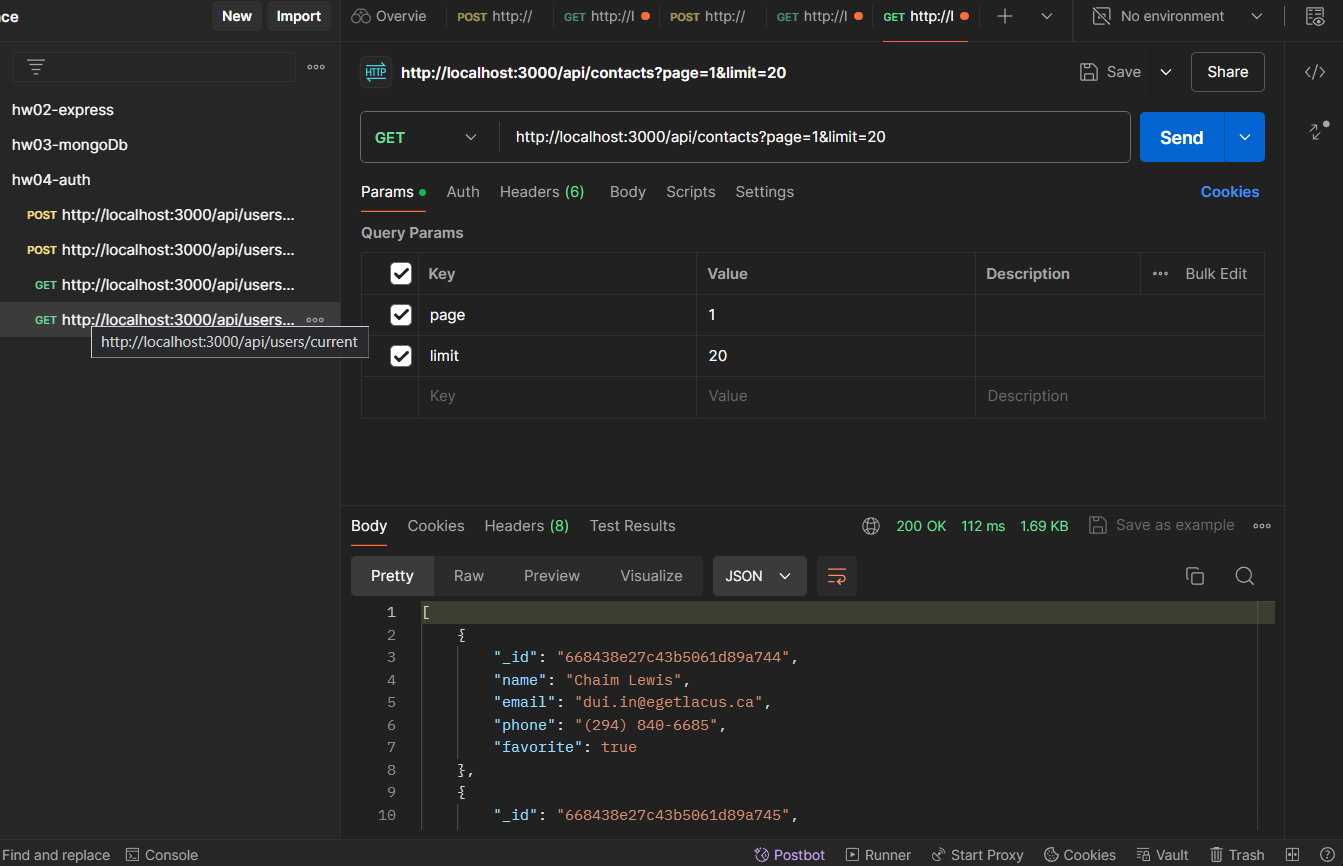 ce
New Import
Overvie POST http:// GET http://l POST http:// GET http://l GET http://l No environment
HTTP http://localhost:3000/api/contacts?page=1&limit=20 Save Share
hw02-express
hw03-mongoDb
hw04-auth
POST http://localhost:3000/api/users...
POST http://localhost:3000/api/users...
GET http://localhost:3000/api/users...
GET http://localhost:3000/api/users...
http://localhost:3000/api/users/current
GET http://localhost:3000/api/contacts?page=1&limit=20 Send
Params Auth Headers (6) Body Scripts Settings Cookies
Query Params
Key Value Description Bulk Edit
page 1
limit 20
Key Value Description
Body Cookies Headers (8) Test Results 200 OK 112 ms 1.69 KB Save as example
Pretty Raw Preview Visualize JSON
1 [
2 {
3 "_id": "668438e27c43b5061d89a744",
4 "name": "Chaim Lewis",
5 "email": "dui.in@egetlacus.ca",
6 "phone": "(294) 840-6685",
7 "favorite": true
8 },
9 {
10 "_id": "668438e27c43b5061d89a745",
Find and replace Console Postbot Runner Start Proxy Cookies Vault Trash